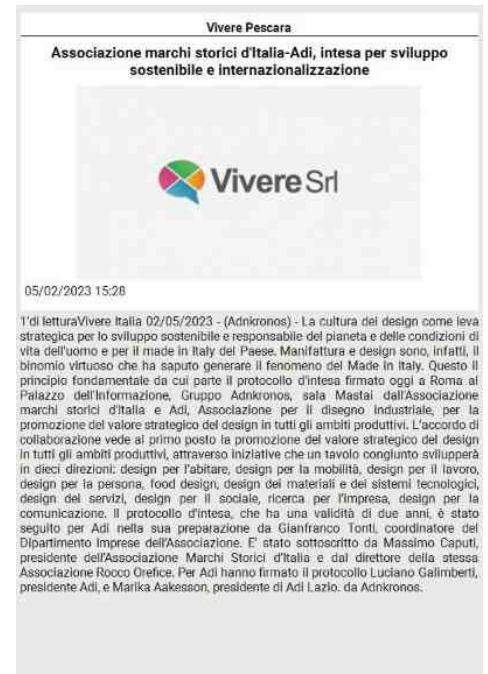 Vivere Pescara
Associazione marchi storici d'Italia-Adi, intesa per sviluppo
sostenibile e internazionalizzazione
Vivere Srl
05/02/2023 15:28
1'di letturaVivere Italia 02/05/2023 - (Adnkronos) - La cultura del design come leva
strategica per lo sviluppo sostenibile e responsabile del pianeta e delle condizioni di
vita dell'uomo e per il made in Italy del Paese. Manifattura e design sono, infatti, il
binomio virtuoso che ha saputo generare il fenomeno del Made in Italy. Questo il
principio fondamentale da cui parte il protocollo d'intesa firmato oggi a Roma al
Palazzo dell'Informazione, Gruppo Adnkronos, sala Mastai dall'Associazione
marchi storici d'Italia e Adi, Associazione per il disegno industriale, per la
promozione del valore strategico del design in tutti gli ambiti produttivi. L'accordo di
collaborazione vede al primo posto la promozione del valore strategico del design
in tutti gli ambiti produttivi, attraverso iniziative che un tavolo congiunto svilupperà
in dieci direzioni: design per l'abitare, design per la mobilità, design per il lavoro,
design per la persona, food design, design dei materiali e dei sistemi tecnologici,
design dei servizi, design per il sociale, ricerca per l'impresa, design per la
comunicazione. Il protocollo d'intesa, che ha una validità di due anni, è stato
seguito per Adi nella sua preparazione da Gianfranco Tonti, coordinatore del
Dipartimento Imprese dell'Associazione. E' stato sottoscritto da Massimo Caputi,
presidente dell'Associazione Marchi Storici d'Italia e dal direttore della stessa
Associazione Rocco Orefice. Per Adi hanno firmato il protocollo Luciano Galimberti,
presidente Adi, e Marika Aakesson, presidente di Adi Lazio. da Adnkronos.